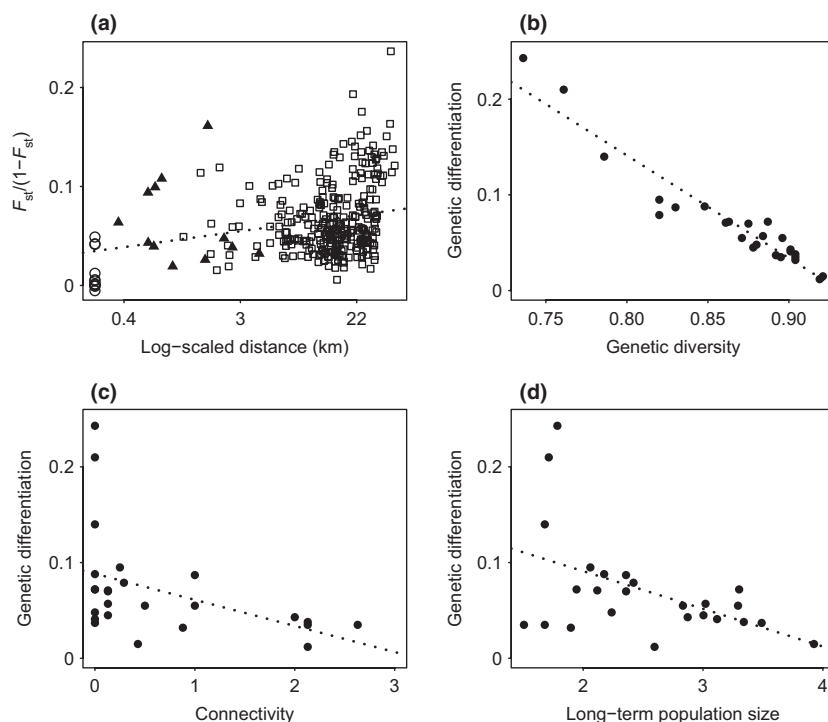 (a)
F_st/(1−F_st)
0.2
0.1
0
0.4
3
22
Log−scaled distance (km)
(b)
Genetic differentiation
0.2
0.1
0
0.75
0.80
0.85
0.90
Genetic diversity
(c)
Genetic differentiation
0.2
0.1
0
0
1
2
3
Connectivity
(d)
Genetic differentiation
0.2
0.1
0
2
3
4
Long−term population size